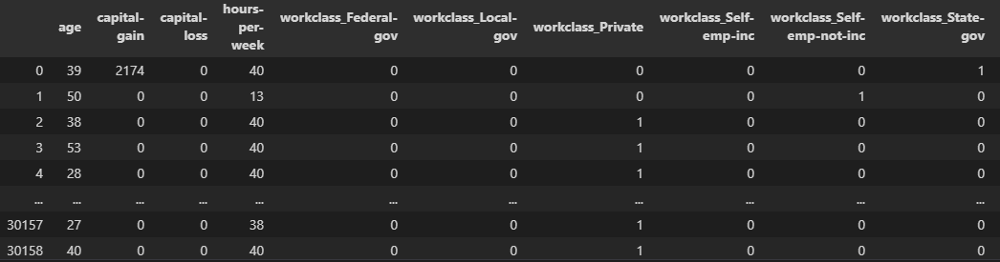 age capital-gain capital-loss hours-per-week workclass_Federal-gov workclass_Local-gov workclass_Private workclass_Self-emp-inc workclass_Self-emp-not-inc workclass_State-gov
0 39 2174 0 40 0 0 0 0 0 1
1 50 0 0 13 0 0 0 0 1 0
2 38 0 0 40 0 0 1 0 0 0
3 53 0 0 40 0 0 1 0 0 0
4 28 0 0 40 0 0 1 0 0 0
... ... ... ... ... ... ... ... ... ... ...
30157 27 0 0 38 0 0 1 0 0 0
30158 40 0 0 40 0 0 1 0 0 0